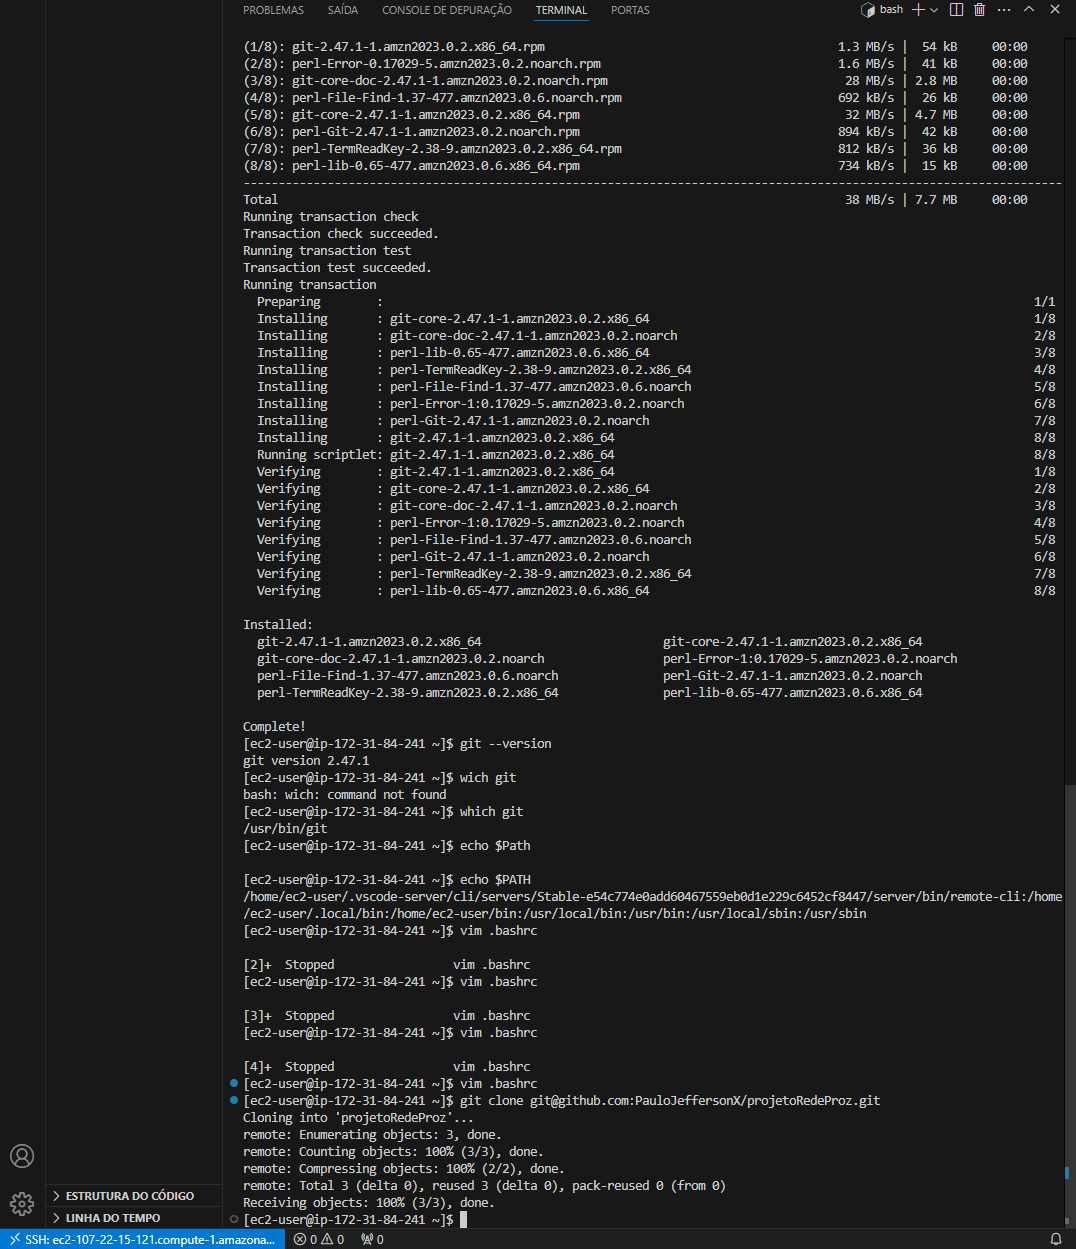 PROBLEMAS SAÍDA CONSOLE DE DEPURAÇÃO TERMINAL PORTAS bash
(1/8): git-2.47.1-1.amzn2023.0.2.x86_64.rpm 1.3 MB/s | 54 kB 00:00
(2/8): perl-Error-0.17029-5.amzn2023.0.2.noarch.rpm 1.6 MB/s | 41 kB 00:00
(3/8): git-core-doc-2.47.1-1.amzn2023.0.2.noarch.rpm 28 MB/s | 2.8 MB 00:00
(4/8): perl-File-Find-1.37-477.amzn2023.0.6.noarch.rpm 692 kB/s | 26 kB 00:00
(5/8): git-core-2.47.1-1.amzn2023.0.2.x86_64.rpm 32 MB/s | 4.7 MB 00:00
(6/8): perl-Git-2.47.1-1.amzn2023.0.2.noarch.rpm 894 kB/s | 42 kB 00:00
(7/8): perl-TermReadKey-2.38-9.amzn2023.0.2.x86_64.rpm 812 kB/s | 36 kB 00:00
(8/8): perl-lib-0.65-477.amzn2023.0.6.x86_64.rpm 734 kB/s | 15 kB 00:00
--------------------------------------------------------------------------------
Total 38 MB/s | 7.7 MB 00:00
Running transaction check
Transaction check succeeded.
Running transaction test
Transaction test succeeded.
Running transaction
Preparing : 1/1
Installing : git-core-2.47.1-1.amzn2023.0.2.x86_64 1/8
Installing : git-core-doc-2.47.1-1.amzn2023.0.2.noarch 2/8
Installing : perl-lib-0.65-477.amzn2023.0.6.x86_64 3/8
Installing : perl-TermReadKey-2.38-9.amzn2023.0.2.x86_64 4/8
Installing : perl-File-Find-1.37-477.amzn2023.0.6.noarch 5/8
Installing : perl-Error-1:0.17029-5.amzn2023.0.2.noarch 6/8
Installing : perl-Git-2.47.1-1.amzn2023.0.2.noarch 7/8
Installing : git-2.47.1-1.amzn2023.0.2.x86_64 8/8
Running scriptlet: git-2.47.1-1.amzn2023.0.2.x86_64 8/8
Verifying : git-2.47.1-1.amzn2023.0.2.x86_64 1/8
Verifying : git-core-2.47.1-1.amzn2023.0.2.x86_64 2/8
Verifying : git-core-doc-2.47.1-1.amzn2023.0.2.noarch 3/8
Verifying : perl-Error-1:0.17029-5.amzn2023.0.2.noarch 4/8
Verifying : perl-File-Find-1.37-477.amzn2023.0.6.noarch 5/8
Verifying : perl-Git-2.47.1-1.amzn2023.0.2.noarch 6/8
Verifying : perl-TermReadKey-2.38-9.amzn2023.0.2.x86_64 7/8
Verifying : perl-lib-0.65-477.amzn2023.0.6.x86_64 8/8
Installed:
git-2.47.1-1.amzn2023.0.2.x86_64 git-core-2.47.1-1.amzn2023.0.2.x86_64
git-core-doc-2.47.1-1.amzn2023.0.2.noarch perl-Error-1:0.17029-5.amzn2023.0.2.noarch
perl-File-Find-1.37-477.amzn2023.0.6.noarch perl-Git-2.47.1-1.amzn2023.0.2.noarch
perl-TermReadKey-2.38-9.amzn2023.0.2.x86_64 perl-lib-0.65-477.amzn2023.0.6.x86_64
Complete!
[ec2-user@ip-172-31-84-241 ~]$ git --version
git version 2.47.1
[ec2-user@ip-172-31-84-241 ~]$ wich git
bash: wich: command not found
[ec2-user@ip-172-31-84-241 ~]$ which git
/usr/bin/git
[ec2-user@ip-172-31-84-241 ~]$ echo $Path
[ec2-user@ip-172-31-84-241 ~]$ echo $PATH
/home/ec2-user/.vscode-server/cli/servers/Stable-e54c774e0add60467559eb0d1e229c6452cf8447/server/bin/remote-cli:/home
/ec2-user/.local/bin:/home/ec2-user/bin:/usr/local/bin:/usr/bin:/usr/local/sbin:/usr/sbin
[ec2-user@ip-172-31-84-241 ~]$ vim .bashrc
[2]+ Stopped vim .bashrc
[ec2-user@ip-172-31-84-241 ~]$ vim .bashrc
[3]+ Stopped vim .bashrc
[ec2-user@ip-172-31-84-241 ~]$ vim .bashrc
[4]+ Stopped vim .bashrc
[ec2-user@ip-172-31-84-241 ~]$ vim .bashrc
[ec2-user@ip-172-31-84-241 ~]$ git clone git@github.com:PauloJeffersonX/projetoRedeProz.git
Cloning into 'projetoRedeProz'...
remote: Enumerating objects: 3, done.
remote: Counting objects: 100% (3/3), done.
remote: Compressing objects: 100% (2/2), done.
remote: Total 3 (delta 0), reused 3 (delta 0), pack-reused 0 (from 0)
Receiving objects: 100% (3/3), done.
[ec2-user@ip-172-31-84-241 ~]$
ESTRUTURA DO CÓDIGO
LINHA DO TEMPO
SSH: ec2-107-22-15-121.compute-1.amazona... 0 0 0